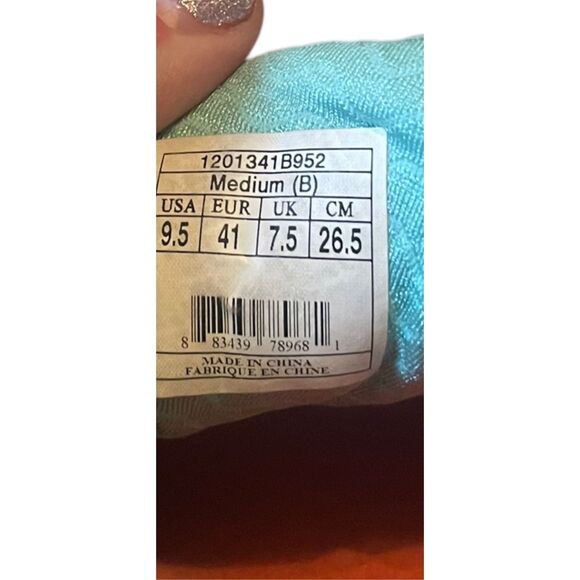 1201341B952
Medium (B)
USA EUR UK CM
9.5 41 7.5 26.5
8 83439 78968 1
MADE IN CHINA
FABRIQUE EN CHINE